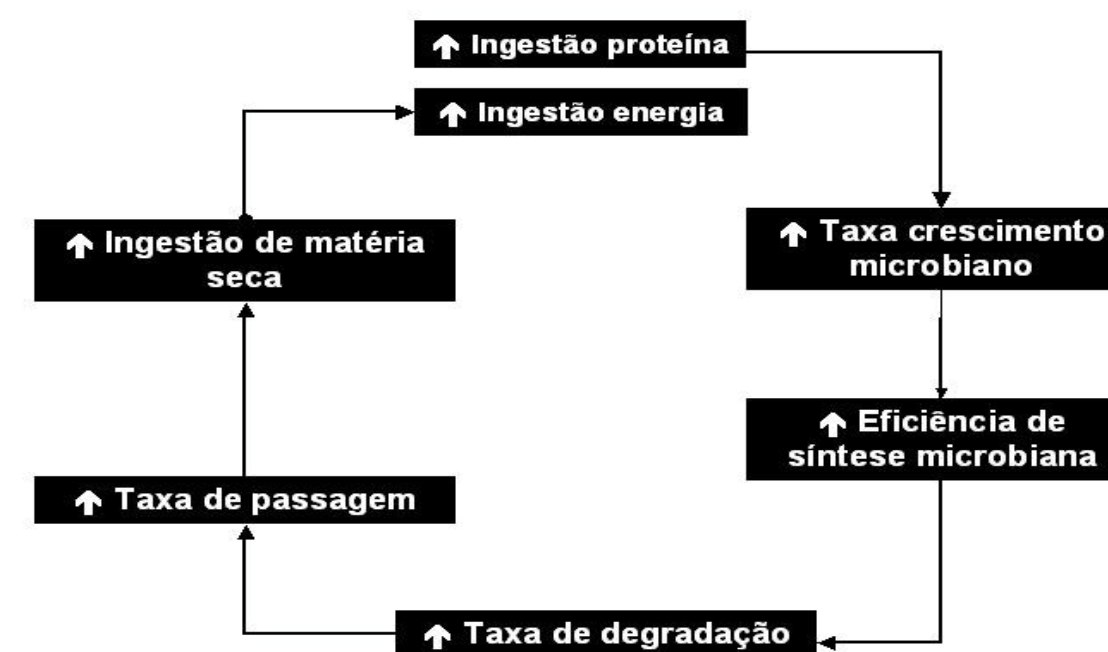 ↑ Ingestão proteína
↑ Ingestão energia
↑ Ingestão de matéria
seca
↑ Taxa crescimento
microbiano
↑ Eficiência de
síntese microbiana
↑ Taxa de passagem
↑ Taxa de degradação